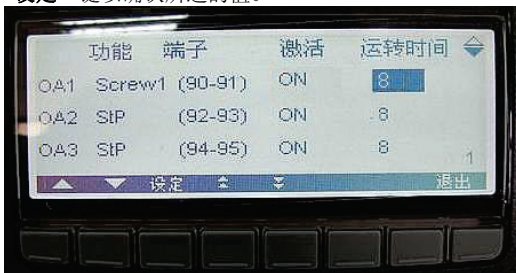 功能 端子 激活 运转时间
OA1 Screw1 (90-91) ON 8
OA2 StP (92-93) ON .8
OA3 StP (94-95) ON 8
1
设定 退出